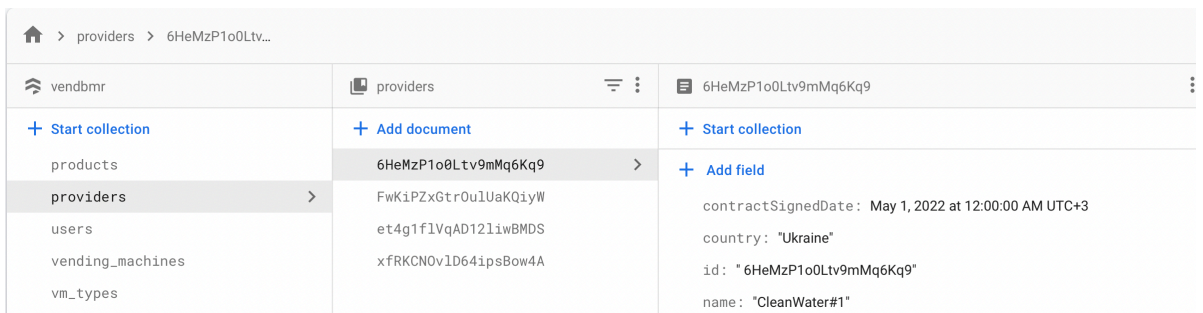 providers > 6HeMzP1o0Ltv…
vendbmr
Start collection
products
providers
users
vending_machines
vm_types
providers
Add document
6HeMzP1o0Ltv9mMq6Kq9
FwKiPZxGtrOulUaKQiyW
et4g1flVqAD12liwBMDS
xfRKCNOvlD64ipsBow4A
6HeMzP1o0Ltv9mMq6Kq9
Start collection
Add field
contractSignedDate: May 1, 2022 at 12:00:00 AM UTC+3
country: "Ukraine"
id: " 6HeMzP1o0Ltv9mMq6Kq9"
name: "CleanWater#1"